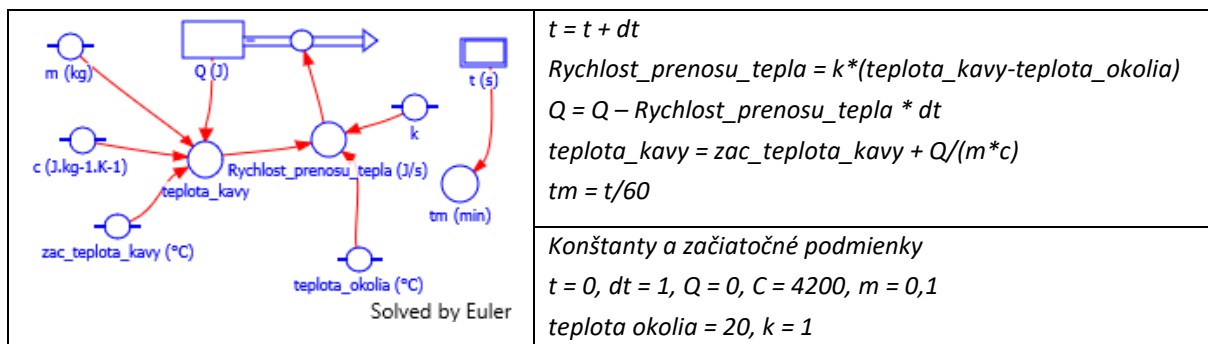 m (kg)
Q (J)
t (s)
k
c (J.kg-1.K-1)
teplota_kavy
Rychlost_prenosu_tepla (J/s)
tm (min)
zac_teplota_kavy (°C)
teplota_okolia (°C)
Solved by Euler
t = t + dt
Rychlost_prenosu_tepla = k*(teplota_kavy-teplota_okolia)
Q = Q – Rychlost_prenosu_tepla * dt
teplota_kavy = zac_teplota_kavy + Q/(m*c)
tm = t/60
Konštanty a začiatočné podmienky
t = 0, dt = 1, Q = 0, C = 4200, m = 0,1
teplota okolia = 20, k = 1